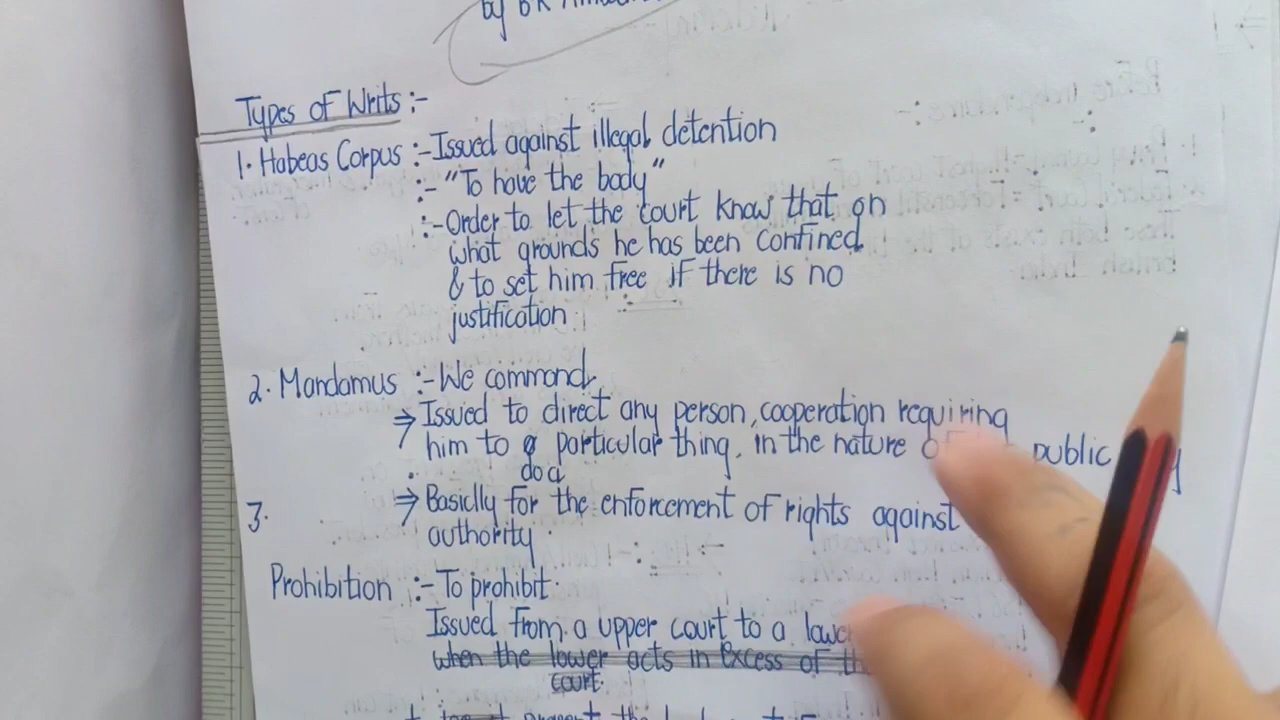 by BR
Types of Writs :-
1. Habeas Corpus :- Issued against illegal detention
:- "To have the body"
:- Order to let the court know that on
what grounds he has been confined
& to set him free if there is no
justification
2. Mandamus :- We command
⇒ Issued to direct any person, cooperation requiring
him to a particular thing, in the nature of public
do a
⇒ Basiclly for the enforcement of rights against
3.
authority
Prohibition :- To prohibit
Issued from a upper court to a
when the lower acts in excess of
court